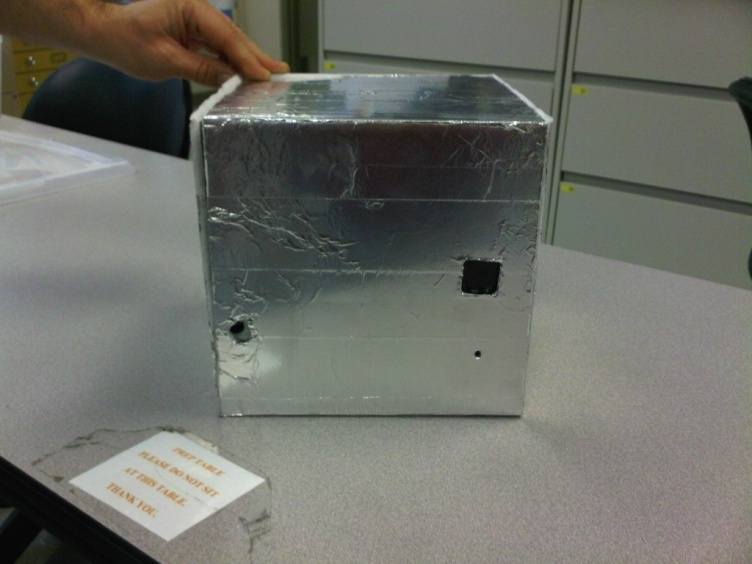 PREP TABLE
PLEASE DO NOT SIT
AT THIS TABLE.
THANK YOU.